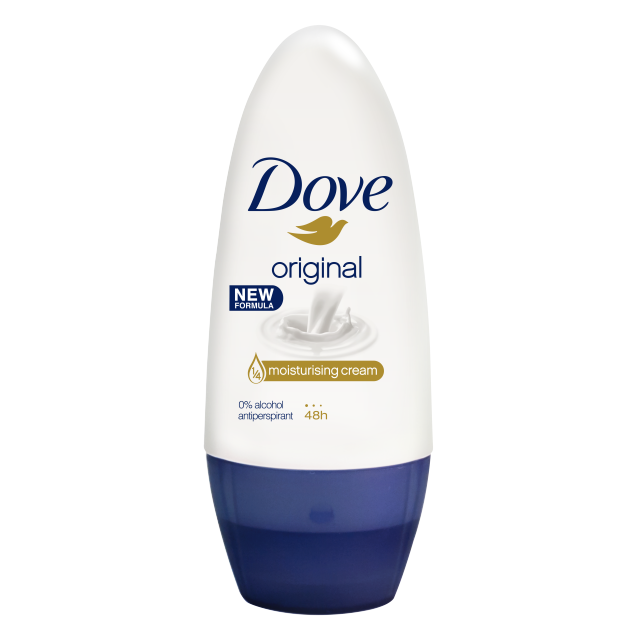 Dove
original
NEW
FORMULA
1/4 moisturising cream
0% alcohol
antiperspirant
48h